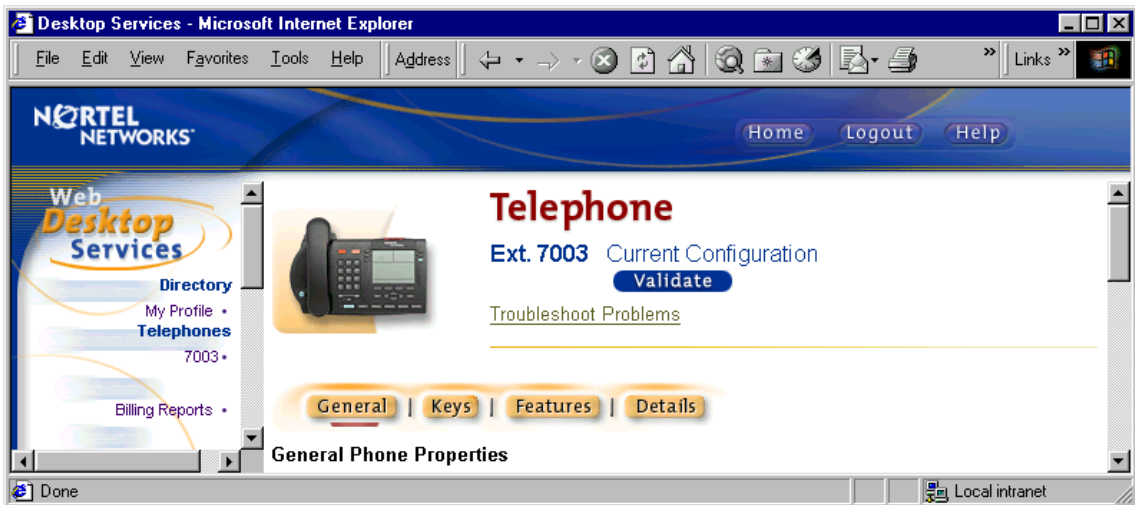 Desktop Services - Microsoft Internet Explorer
File Edit View Favorites Tools Help Address » Links »
NORTEL
NETWORKS
Home Logout Help
Web
Desktop
Services
Directory
My Profile •
Telephones
7003 •
Billing Reports •
Telephone
Ext. 7003 Current Configuration
Validate
Troubleshoot Problems
General | Keys | Features | Details
General Phone Properties
Done Local intranet